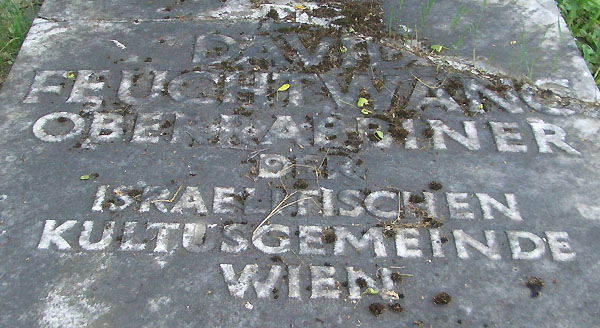 DAVID
FEUCHTWANG
OBERRABBINER
DER
ISRAELITISCHEN
KULTUSGEMEINDE
WIEN